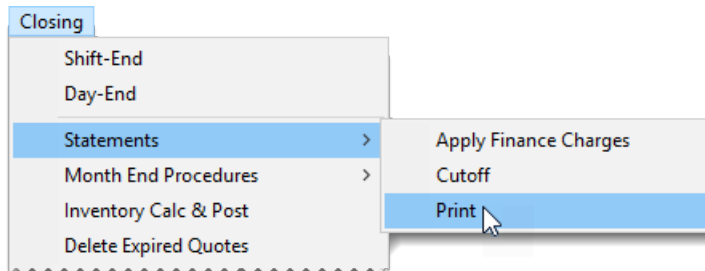 Closing
Shift-End
Day-End
Statements
Month End Procedures
Inventory Calc & Post
Delete Expired Quotes
Apply Finance Charges
Cutoff
Print